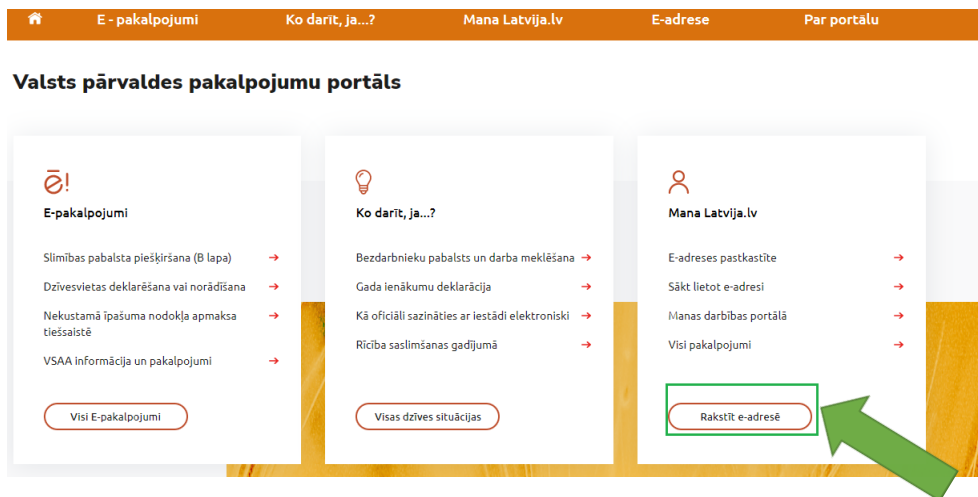 E - pakalpojumi
Ko darīt, ja...?
Mana Latvija.lv
E-adrese
Par portālu
Valsts pārvaldes pakalpojumu portāls
ē!
E-pakalpojumi
Slimības pabalsta piešķiršana (B lapa)
Dzīvesvietas deklarēšana vai norādīšana
Nekustamā īpašuma nodokļa apmaksa
tiešsaistē
VSAA informācija un pakalpojumi
Visi E-pakalpojumi
Ko darīt, ja...?
Bezdarbnieku pabalsts un darba meklēšana
Gada ienākumu deklarācija
Kā oficiāli sazināties ar iestādi elektroniski
Rīcība saslimšanas gadījumā
Visas dzīves situācijas
Mana Latvija.lv
E-adreses pastkastīte
Sākt lietot e-adresi
Manas darbības portālā
Visi pakalpojumi
Rakstīt e-adresē